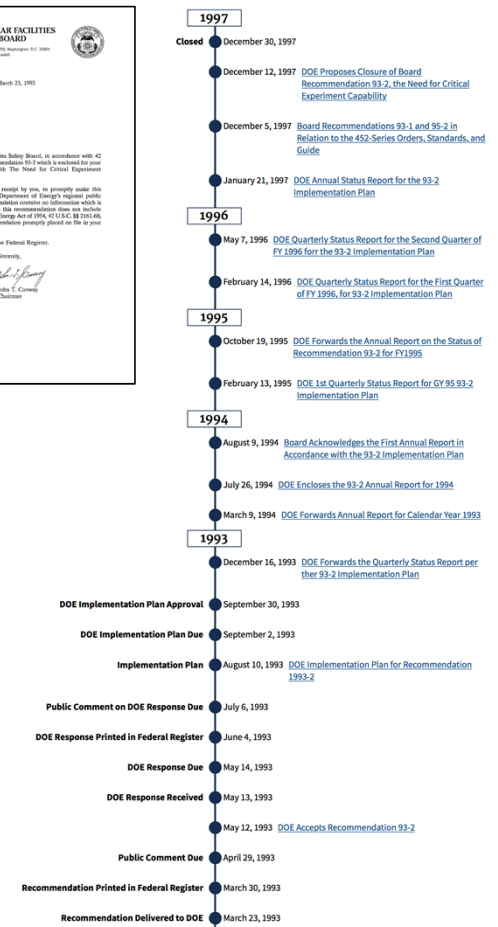 AR FACILITIES
BOARD
Washington, D.C. 20004
March 23, 1993
es Safety Board, in accordance with 42
mendation 93-2 which is enclosed for your
th The Need for Critical Experiment
receipt by you, to promptly make this
Department of Energy's regional public
ndation contains no information which is
this recommendation does not include
Energy Act of 1954, 42 U.S.C. §§ 2161-68,
mendation promptly placed on file in your
e Federal Register.
Sincerely,
John T. Conway
Chairman
1997
Closed December 30, 1997
December 12, 1997 DOE Proposes Closure of Board
Recommendation 93-2, the Need for Critical
Experiment Capability
December 5, 1997 Board Recommendations 93-1 and 95-2 in
Relation to the 452-Series Orders, Standards, and
Guide
January 21, 1997 DOE Annual Status Report for the 93-2
Implementation Plan
1996
May 7, 1996 DOE Quarterly Status Report for the Second Quarter of
FY 1996 forr the 93-2 Implementation Plan
February 14, 1996 DOE Quarterly Status Report for the First Quarter
of FY 1996, for 93-2 Implementation Plan
1995
October 19, 1995 DOE Forwards the Annual Report on the Status of
Recommendation 93-2 for FY1995
February 13, 1995 DOE 1st Quarterly Status Report for GY 95 93-2
Implementation Plan
1994
August 9, 1994 Board Acknowledges the First Annual Report in
Accordance with the 93-2 Implementation Plan
July 26, 1994 DOE Encloses the 93-2 Annual Report for 1994
March 9, 1994 DOE Forwards Annual Report for Calendar Year 1993
1993
December 16, 1993 DOE Forwards the Quarterly Status Report per
ther 93-2 Implementation Plan
DOE Implementation Plan Approval September 30, 1993
DOE Implementation Plan Due September 2, 1993
Implementation Plan August 10, 1993 DOE Implementation Plan for Recommendation
1993-2
Public Comment on DOE Response Due July 6, 1993
DOE Response Printed in Federal Register June 4, 1993
DOE Response Due May 14, 1993
DOE Response Received May 13, 1993
May 12, 1993 DOE Accepts Recommendation 93-2
Public Comment Due April 29, 1993
Recommendation Printed in Federal Register March 30, 1993
Recommendation Delivered to DOE March 23, 1993